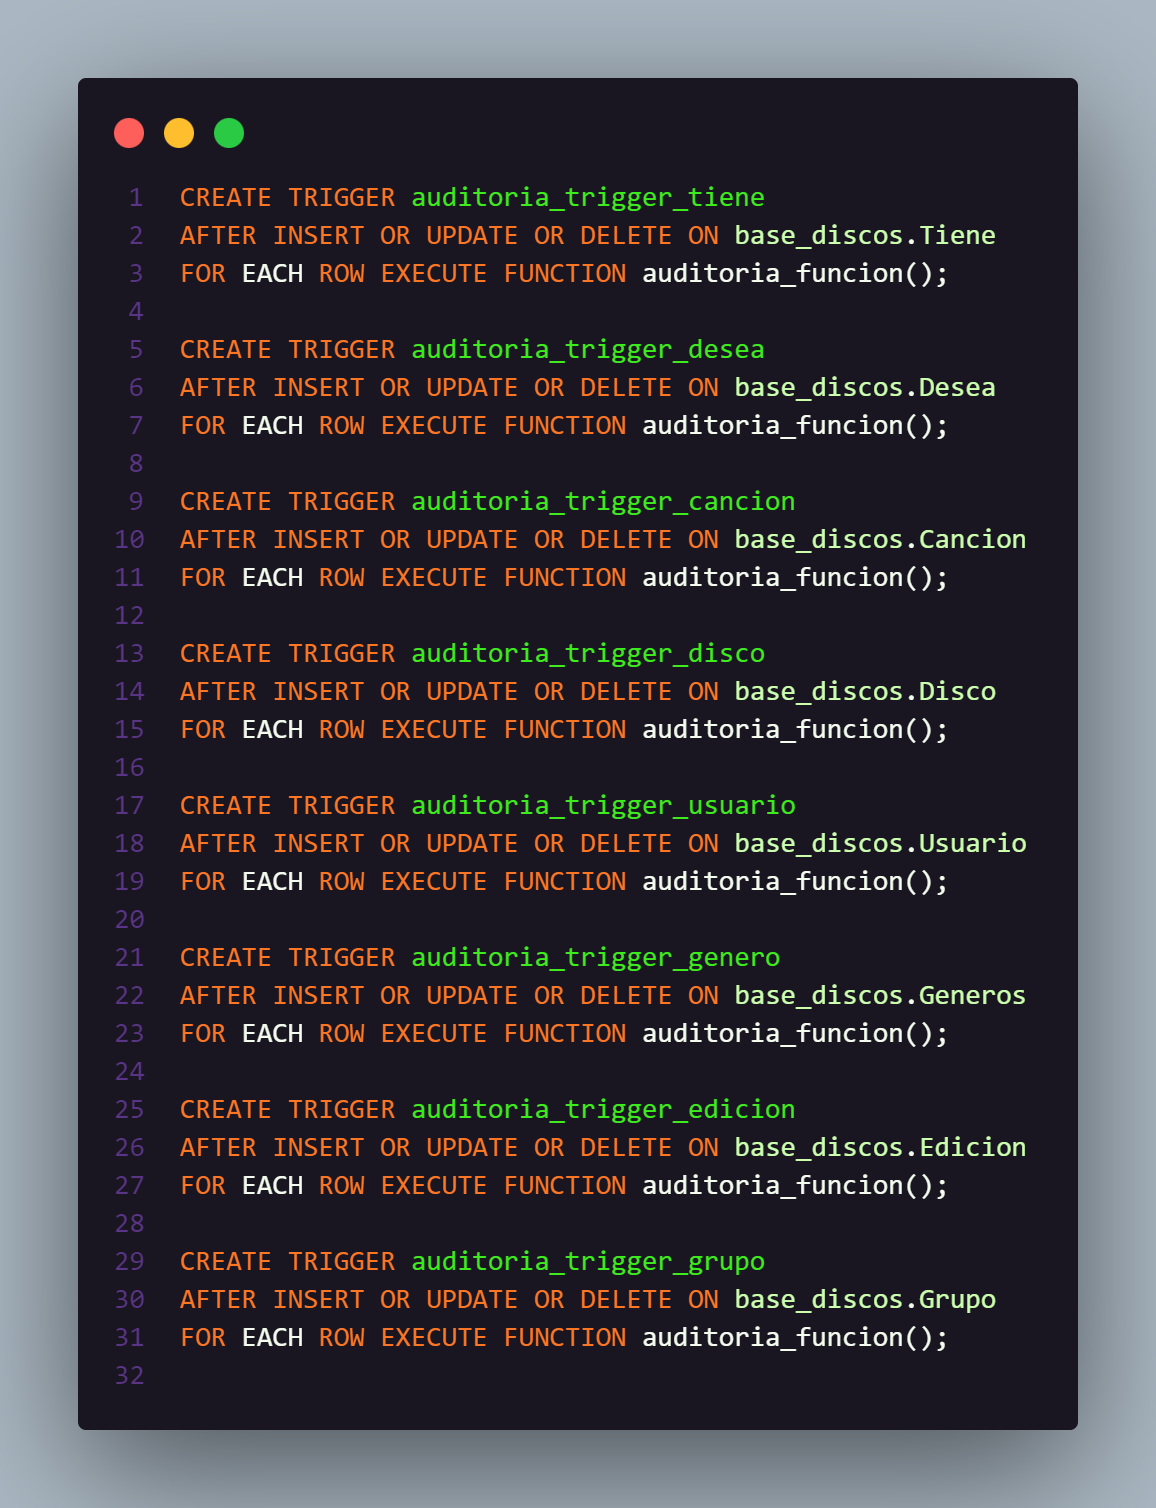 1 CREATE TRIGGER auditoria_trigger_tiene
2 AFTER INSERT OR UPDATE OR DELETE ON base_discos.Tiene
3 FOR EACH ROW EXECUTE FUNCTION auditoria_funcion();
4
5 CREATE TRIGGER auditoria_trigger_desea
6 AFTER INSERT OR UPDATE OR DELETE ON base_discos.Desea
7 FOR EACH ROW EXECUTE FUNCTION auditoria_funcion();
8
9 CREATE TRIGGER auditoria_trigger_cancion
10 AFTER INSERT OR UPDATE OR DELETE ON base_discos.Cancion
11 FOR EACH ROW EXECUTE FUNCTION auditoria_funcion();
12
13 CREATE TRIGGER auditoria_trigger_disco
14 AFTER INSERT OR UPDATE OR DELETE ON base_discos.Disco
15 FOR EACH ROW EXECUTE FUNCTION auditoria_funcion();
16
17 CREATE TRIGGER auditoria_trigger_usuario
18 AFTER INSERT OR UPDATE OR DELETE ON base_discos.Usuario
19 FOR EACH ROW EXECUTE FUNCTION auditoria_funcion();
20
21 CREATE TRIGGER auditoria_trigger_genero
22 AFTER INSERT OR UPDATE OR DELETE ON base_discos.Generos
23 FOR EACH ROW EXECUTE FUNCTION auditoria_funcion();
24
25 CREATE TRIGGER auditoria_trigger_edicion
26 AFTER INSERT OR UPDATE OR DELETE ON base_discos.Edicion
27 FOR EACH ROW EXECUTE FUNCTION auditoria_funcion();
28
29 CREATE TRIGGER auditoria_trigger_grupo
30 AFTER INSERT OR UPDATE OR DELETE ON base_discos.Grupo
31 FOR EACH ROW EXECUTE FUNCTION auditoria_funcion();
32